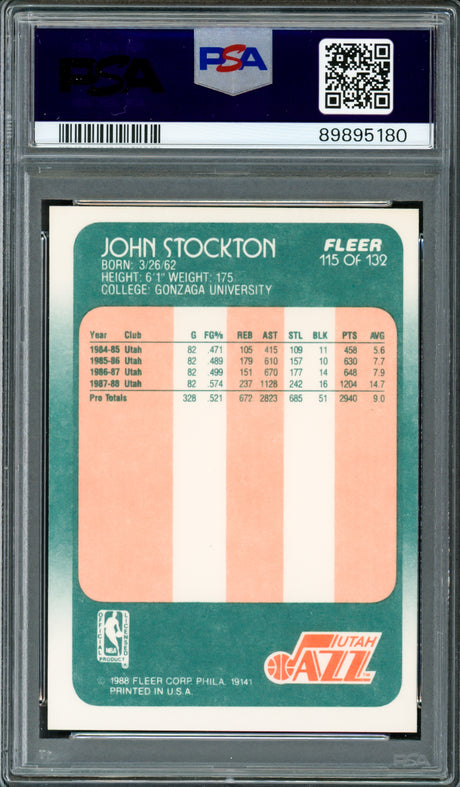 PSA
PSA
89895180
JOHN STOCKTON
FLEER
BORN: 3/26/62
115 OF 132
HEIGHT: 6'1" WEIGHT: 175
COLLEGE: GONZAGA UNIVERSITY
Year Club G FG% REB AST STL BLK PTS AVG
1984-85 Utah 82 .471 105 415 109 11 458 5.6
1985-86 Utah 82 .489 179 610 157 10 630 7.7
1986-87 Utah 82 .499 151 670 177 14 648 7.9
1987-88 Utah 82 .574 237 1128 242 16 1204 14.7
Pro Totals 328 .521 672 2823 685 51 2940 9.0
OFFICIAL LICENSED
NBA
PRODUCT
UTAH
JAZZ
© 1988 FLEER CORP. PHILA. 19141
PRINTED IN U.S.A.
PSA